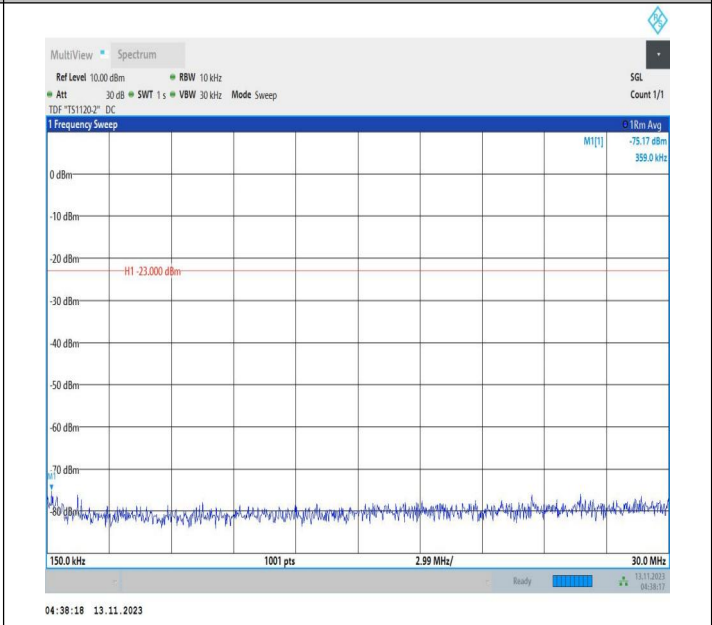 MultiView Spectrum
Ref Level 10.00 dBm RBW 10 kHz SGL
Att 30 dB SWT 1 s VBW 30 kHz Mode Sweep Count 1/1
TDF "TS1120-2" DC
1 Frequency Sweep 1Rm Avg
M1[1] -75.17 dBm
359.0 kHz
0 dBm
-10 dBm
-20 dBm
H1 -23.000 dBm
-30 dBm
-40 dBm
-50 dBm
-60 dBm
-70 dBm
M1
-80 dBm
150.0 kHz 1001 pts 2.99 MHz/ 30.0 MHz
Ready 13.11.2023
04:38:17
04:38:18 13.11.2023